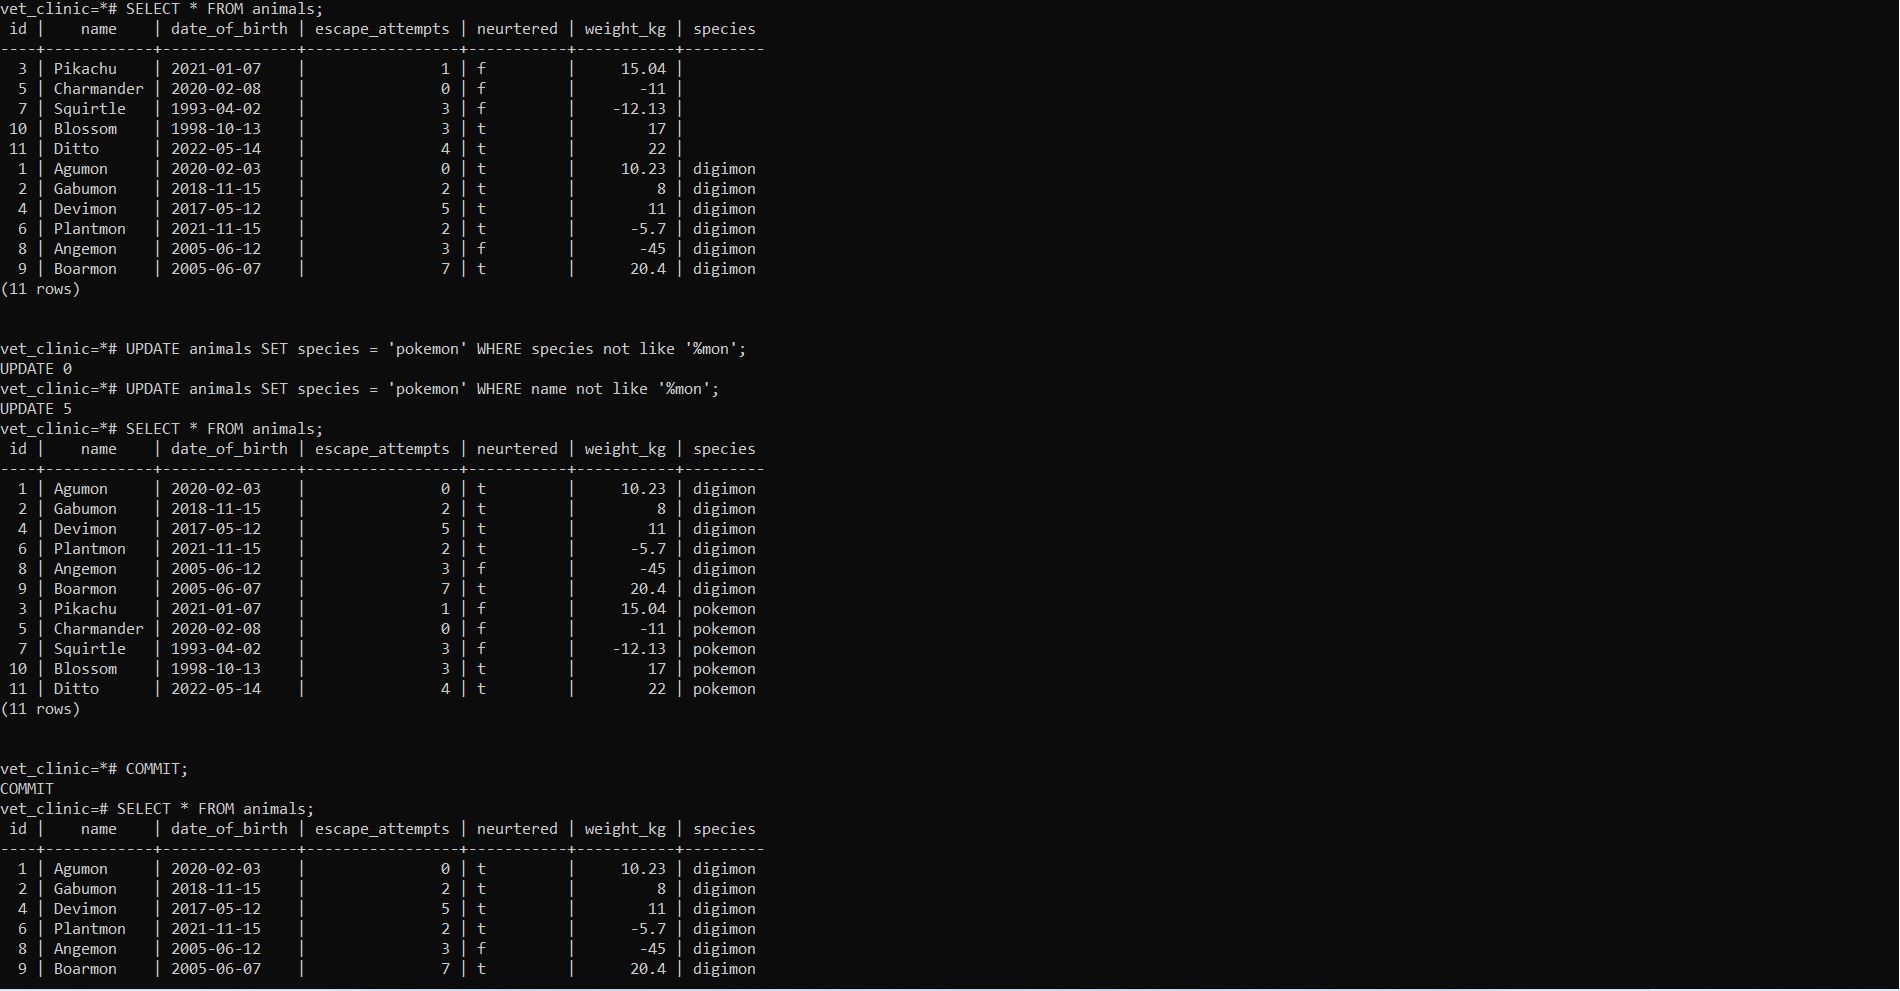 vet_clinic=*# SELECT * FROM animals;
 id |    name    | date_of_birth | escape_attempts | neurtered | weight_kg | species
----+------------+---------------+-----------------+-----------+-----------+---------
  3 | Pikachu    | 2021-01-07    |               1 | f         |     15.04 |
  5 | Charmander | 2020-02-08    |               0 | f         |       -11 |
  7 | Squirtle   | 1993-04-02    |               3 | f         |    -12.13 |
 10 | Blossom    | 1998-10-13    |               3 | t         |        17 |
 11 | Ditto      | 2022-05-14    |               4 | t         |        22 |
  1 | Agumon     | 2020-02-03    |               0 | t         |     10.23 | digimon
  2 | Gabumon    | 2018-11-15    |               2 | t         |         8 | digimon
  4 | Devimon    | 2017-05-12    |               5 | t         |        11 | digimon
  6 | Plantmon   | 2021-11-15    |               2 | t         |      -5.7 | digimon
  8 | Angemon    | 2005-06-12    |               3 | f         |       -45 | digimon
  9 | Boarmon    | 2005-06-07    |               7 | t         |      20.4 | digimon
(11 rows)
vet_clinic=*# UPDATE animals SET species = 'pokemon' WHERE species not like '%mon';
UPDATE 0
vet_clinic=*# UPDATE animals SET species = 'pokemon' WHERE name not like '%mon';
UPDATE 5
vet_clinic=*# SELECT * FROM animals;
 id |    name    | date_of_birth | escape_attempts | neurtered | weight_kg | species
----+------------+---------------+-----------------+-----------+-----------+---------
  1 | Agumon     | 2020-02-03    |               0 | t         |     10.23 | digimon
  2 | Gabumon    | 2018-11-15    |               2 | t         |         8 | digimon
  4 | Devimon    | 2017-05-12    |               5 | t         |        11 | digimon
  6 | Plantmon   | 2021-11-15    |               2 | t         |      -5.7 | digimon
  8 | Angemon    | 2005-06-12    |               3 | f         |       -45 | digimon
  9 | Boarmon    | 2005-06-07    |               7 | t         |      20.4 | digimon
  3 | Pikachu    | 2021-01-07    |               1 | f         |     15.04 | pokemon
  5 | Charmander | 2020-02-08    |               0 | f         |       -11 | pokemon
  7 | Squirtle   | 1993-04-02    |               3 | f         |    -12.13 | pokemon
 10 | Blossom    | 1998-10-13    |               3 | t         |        17 | pokemon
 11 | Ditto      | 2022-05-14    |               4 | t         |        22 | pokemon
(11 rows)
vet_clinic=*# COMMIT;
COMMIT
vet_clinic=# SELECT * FROM animals;
 id |    name    | date_of_birth | escape_attempts | neurtered | weight_kg | species
----+------------+---------------+-----------------+-----------+-----------+---------
  1 | Agumon     | 2020-02-03    |               0 | t         |     10.23 | digimon
  2 | Gabumon    | 2018-11-15    |               2 | t         |         8 | digimon
  4 | Devimon    | 2017-05-12    |               5 | t         |        11 | digimon
  6 | Plantmon   | 2021-11-15    |               2 | t         |      -5.7 | digimon
  8 | Angemon    | 2005-06-12    |               3 | f         |       -45 | digimon
  9 | Boarmon    | 2005-06-07    |               7 | t         |      20.4 | digimon